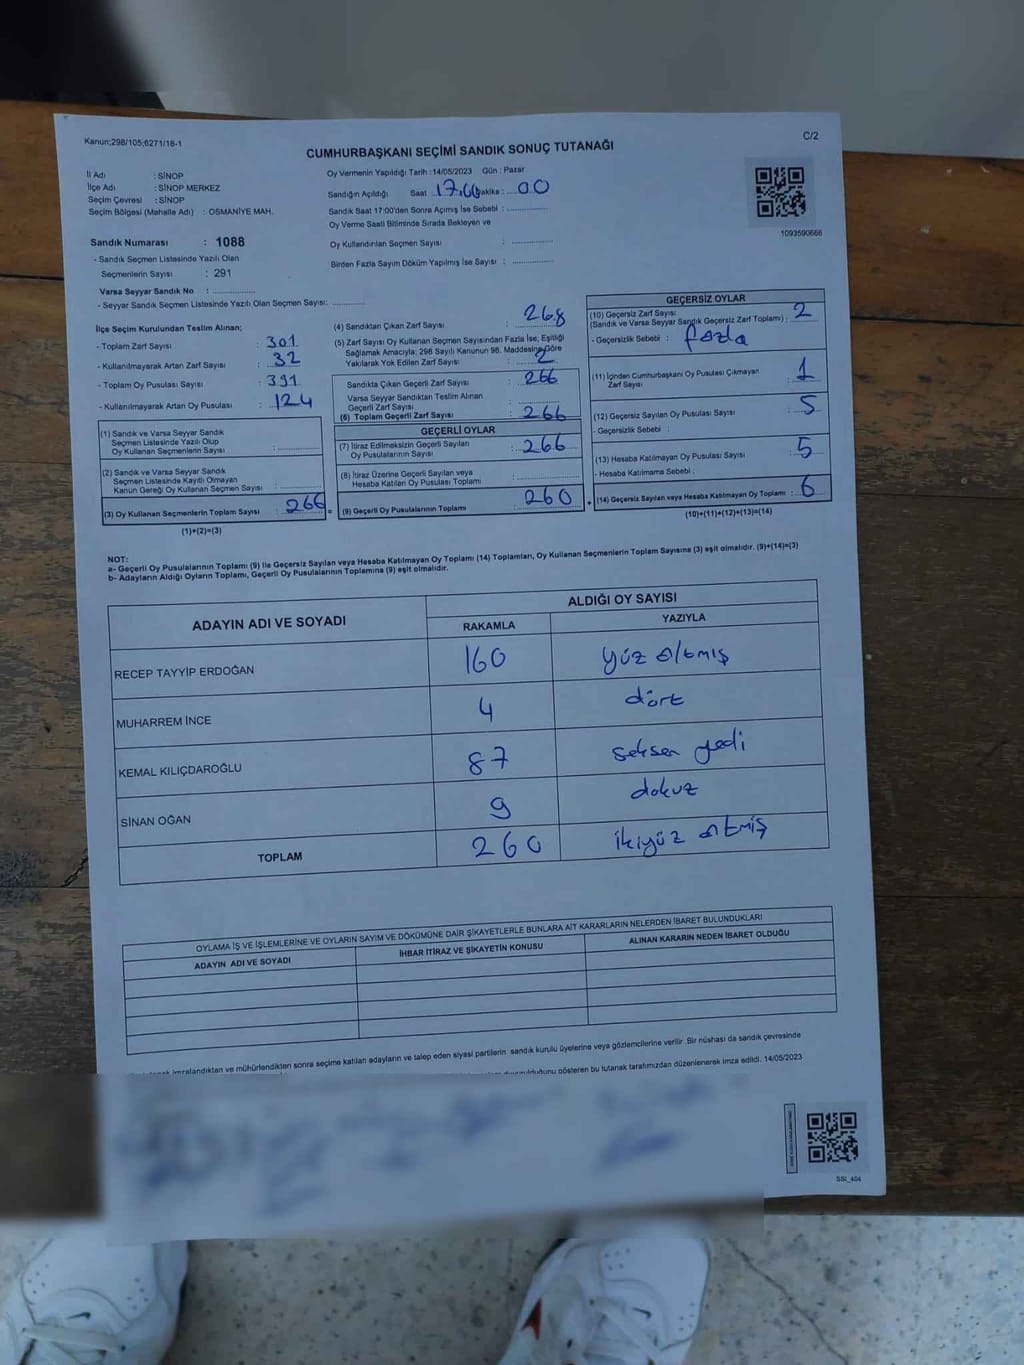 Kanun;298/105;6271/18-1
C/2
CUMHURBAŞKANI SEÇİMİ SANDIK SONUÇ TUTANAĞI
İl Adı : SİNOP
İlçe Adı : SİNOP MERKEZ
Seçim Çevresi : SİNOP
Seçim Bölgesi (Mahalle Adı) : OSMANİYE MAH.
Sandık Numarası : 1088
- Sandık Seçmen Listesinde Yazılı Olan
Seçmenlerin Sayısı : 291
Varsa Seyyar Sandık No :
- Seyyar Sandık Seçmen Listesinde Yazılı Olan Seçmen Sayısı:
Oy Vermenin Yapıldığı Tarih :14/05/2023 Gün : Pazar
Sandığın Açıldığı Saat 17.00 Dakika : 00
Sandık Saat 17:00'den Sonra Açımış İse Sebebi :
Oy Verme Saati Bitiminde Sırada Bekleyen ve
Oy Kullandırılan Seçmen Sayısı :
Birden Fazla Sayım Döküm Yapılmış İse Sayısı :
1093590666
İlçe Seçim Kurulundan Teslim Alınan;
- Toplam Zarf Sayısı : 301
- Kullanılmayarak Artan Zarf Sayısı : 32
- Toplam Oy Pusulası Sayısı : 391
- Kullanılmayarak Artan Oy Pusulası : 124
(1) Sandık ve Varsa Seyyar Sandık
Seçmen Listesinde Yazılı Olup
Oy Kullanan Seçmenlerin Sayısı :
(2) Sandık ve Varsa Seyyar Sandık
Seçmen Listesinde Kayıtlı Olmayan
Kanun Gereği Oy Kullanan Seçmen Sayısı :
(3) Oy Kullanan Seçmenlerin Toplam Sayısı : 266
(1)+(2)=(3)
(4) Sandıktan Çıkan Zarf Sayısı : 268
(5) Zarf Sayısı Oy Kullanan Seçmen Sayısından Fazla İse, Eşitliği
Sağlamak Amacıyla; 298 Sayılı Kanunun 98. Maddesine Göre
Yakılarak Yok Edilen Zarf Sayısı : 2
Sandıkta Çıkan Geçerli Zarf Sayısı : 266
Varsa Seyyar Sandıktan Teslim Alınan
Geçerli Zarf Sayısı :
(6) Toplam Geçerli Zarf Sayısı : 266
GEÇERLİ OYLAR
(7) İtiraz Edilmeksizin Geçerli Sayılan
Oy Pusulalarının Sayısı : 266
(8) İtiraz Üzerine Geçerli Sayılan veya
Hesaba Katılan Oy Pusulası Toplamı :
= (9) Geçerli Oy Pusulalarının Toplamı : 260 +
GEÇERSİZ OYLAR
(10) Geçersiz Zarf Sayısı
(Sandık ve Varsa Seyyar Sandık Geçersiz Zarf Toplamı) : 2
- Geçersizlik Sebebi : fazla
(11) İçinden Cumhurbaşkanı Oy Pusulası Çıkmayan
Zarf Sayısı : 1
(12) Geçersiz Sayılan Oy Pusulası Sayısı : 5
- Geçersizlik Sebebi :
(13) Hesaba Katılmayan Oy Pusulası Sayısı : 5
- Hesaba Katılmama Sebebi :
(14) Geçersiz Sayılan veya Hesaba Katılmayan Oy Toplamı : 6
(10)+(11)+(12)+(13)=(14)
NOT:
a- Geçerli Oy Pusulalarının Toplamı (9) ile Geçersiz Sayılan veya Hesaba Katılmayan Oy Toplamı (14) Toplamları, Oy Kullanan Seçmenlerin Toplam Sayısına (3) eşit olmalıdır. (9)+(14)=(3)
b- Adayların Aldığı Oyların Toplamı, Geçerli Oy Pusulalarının Toplamına (9) eşit olmalıdır.
ADAYIN ADI VE SOYADI ALDIĞI OY SAYISI
RAKAMLA YAZIYLA
RECEP TAYYİP ERDOĞAN 160 yüz altmış
MUHARREM İNCE 4 dört
KEMAL KILIÇDAROĞLU 87 seksen yedi
SİNAN OĞAN 9 dokuz
TOPLAM 260 ikiyüz altmış
OYLAMA İŞ VE İŞLEMLERİNE VE OYLARIN SAYIM VE DÖKÜMÜNE DAİR ŞİKAYETLERLE BUNLARA AİT KARARLARIN NELERDEN İBARET BULUNDUKLARI
ADAYIN ADI VE SOYADI İHBAR İTİRAZ VE ŞİKAYETİN KONUSU ALINAN KARARIN NEDEN İBARET OLDUĞU
imzalandıktan ve mühürlendikten sonra seçime katılan adayların ve talep eden siyasi partilerin sandık kurulu üyelerine veya gözlemcilerine verilir .Bir nüshası da sandık çevresinde
duyurulduğunu gösteren bu tutanak tarafımızdan düzenlenerek imza edildi. 14/05/2023
SSI_404